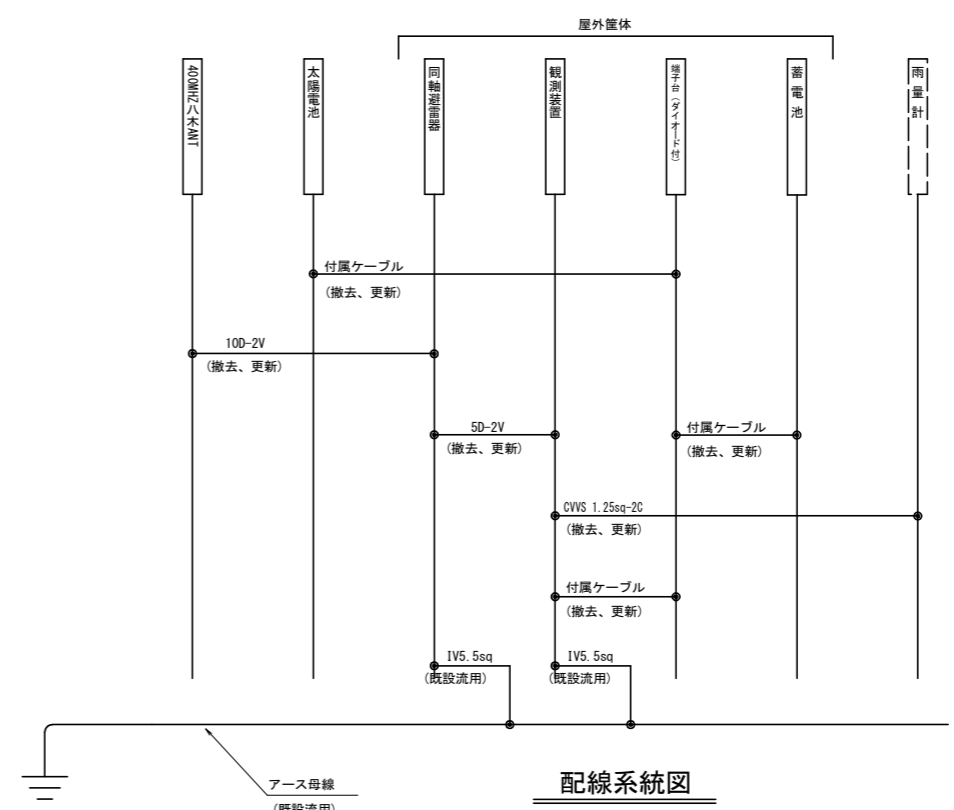 屋外筐体
400MHZ八木ANT
太陽電池
同軸避雷器
観測装置
端子台(ダイオード付)
蓄電池
雨量計
付属ケーブル
(撤去、更新)
10D-2V
(撤去、更新)
5D-2V
(撤去、更新)
付属ケーブル
(撤去、更新)
CVVS 1.25sq-2C
(撤去、更新)
付属ケーブル
(撤去、更新)
IV5.5sq
(既設流用)
IV5.5sq
(既設流用)
アース母線
(既設流用)
配線系統図